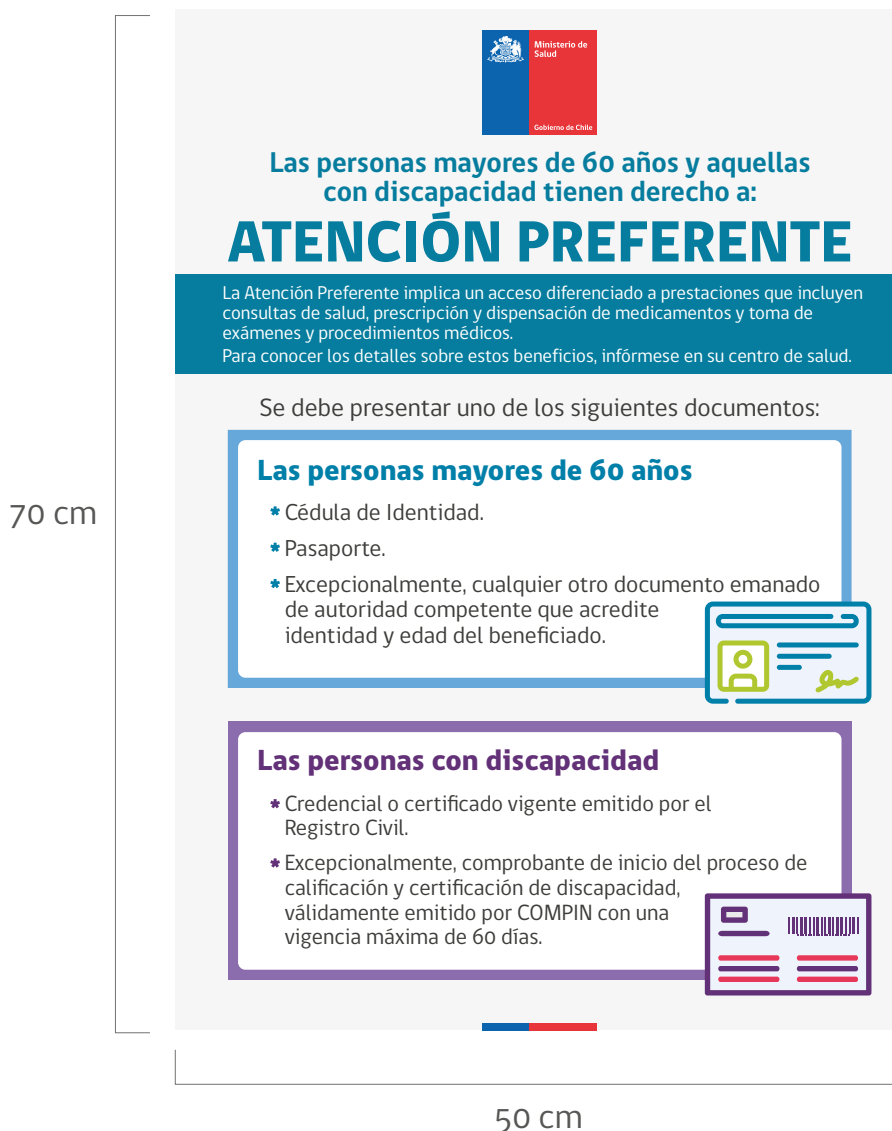 Ministerio de
Salud
Gobierno de Chile
Las personas mayores de 60 años y aquellas
con discapacidad tienen derecho a:
ATENCIÓN PREFERENTE
La Atención Preferente implica un acceso diferenciado a prestaciones que incluyen
consultas de salud, prescripción y dispensación de medicamentos y toma de
exámenes y procedimientos médicos.
Para conocer los detalles sobre estos beneficios, infórmese en su centro de salud.
Se debe presentar uno de los siguientes documentos:
Las personas mayores de 60 años
* Cédula de Identidad.
* Pasaporte.
* Excepcionalmente, cualquier otro documento emanado
de autoridad competente que acredite
identidad y edad del beneficiado.
Las personas con discapacidad
* Credencial o certificado vigente emitido por el
Registro Civil.
* Excepcionalmente, comprobante de inicio del proceso de
calificación y certificación de discapacidad,
válidamente emitido por COMPIN con una
vigencia máxima de 60 días.
70 cm
50 cm